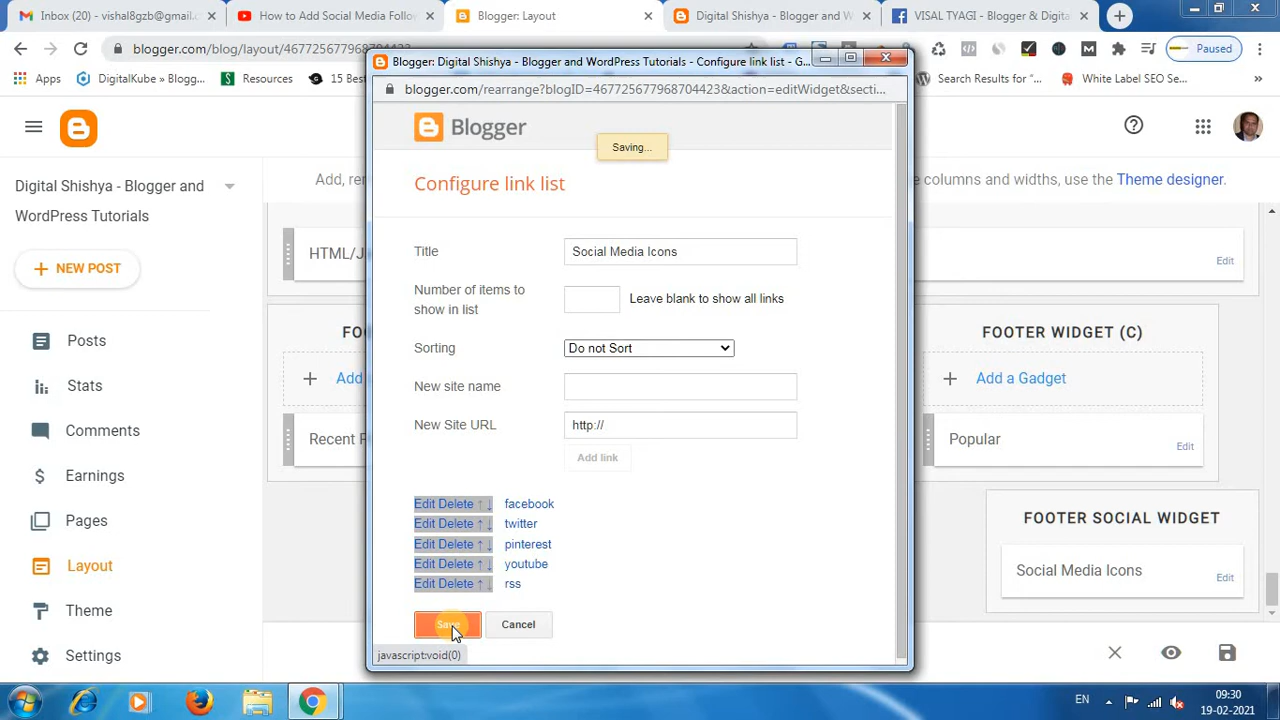 Inbox (20) - vishal8gzb@gmail.c
How to Add Social Media Follo
Blogger: Layout
Digital Shishya - Blogger and W
VISAL TYAGI - Blogger & Digita
blogger.com/blog/layout/467725677968704423
Paused
Apps
DigitalKube » Blogg...
Resources
15 Best
Search Results for "...
White Label SEO Se...
Blogger: Digital Shishya - Blogger and WordPress Tutorials - Configure link list - G...
blogger.com/rearrange?blogID=467725677968704423&action=editWidget&secti...
Blogger
Saving...
Configure link list
Title
Social Media Icons
Number of items to show in list
Leave blank to show all links
Sorting
Do not Sort
New site name
New Site URL
http://
Add link
Edit Delete ↑ ↓ facebook
Edit Delete ↑ ↓ twitter
Edit Delete ↑ ↓ pinterest
Edit Delete ↑ ↓ youtube
Edit Delete ↑ ↓ rss
Save
Cancel
javascript:void(0)
Digital Shishya - Blogger and
WordPress Tutorials
NEW POST
Posts
Stats
Comments
Earnings
Pages
Layout
Theme
Settings
Add, re
e columns and widths, use the Theme designer.
HTML/J
Edit
FO
Add
Recent F
FOOTER WIDGET (C)
Add a Gadget
Popular
Edit
FOOTER SOCIAL WIDGET
Social Media Icons
Edit
EN
09:30
19-02-2021